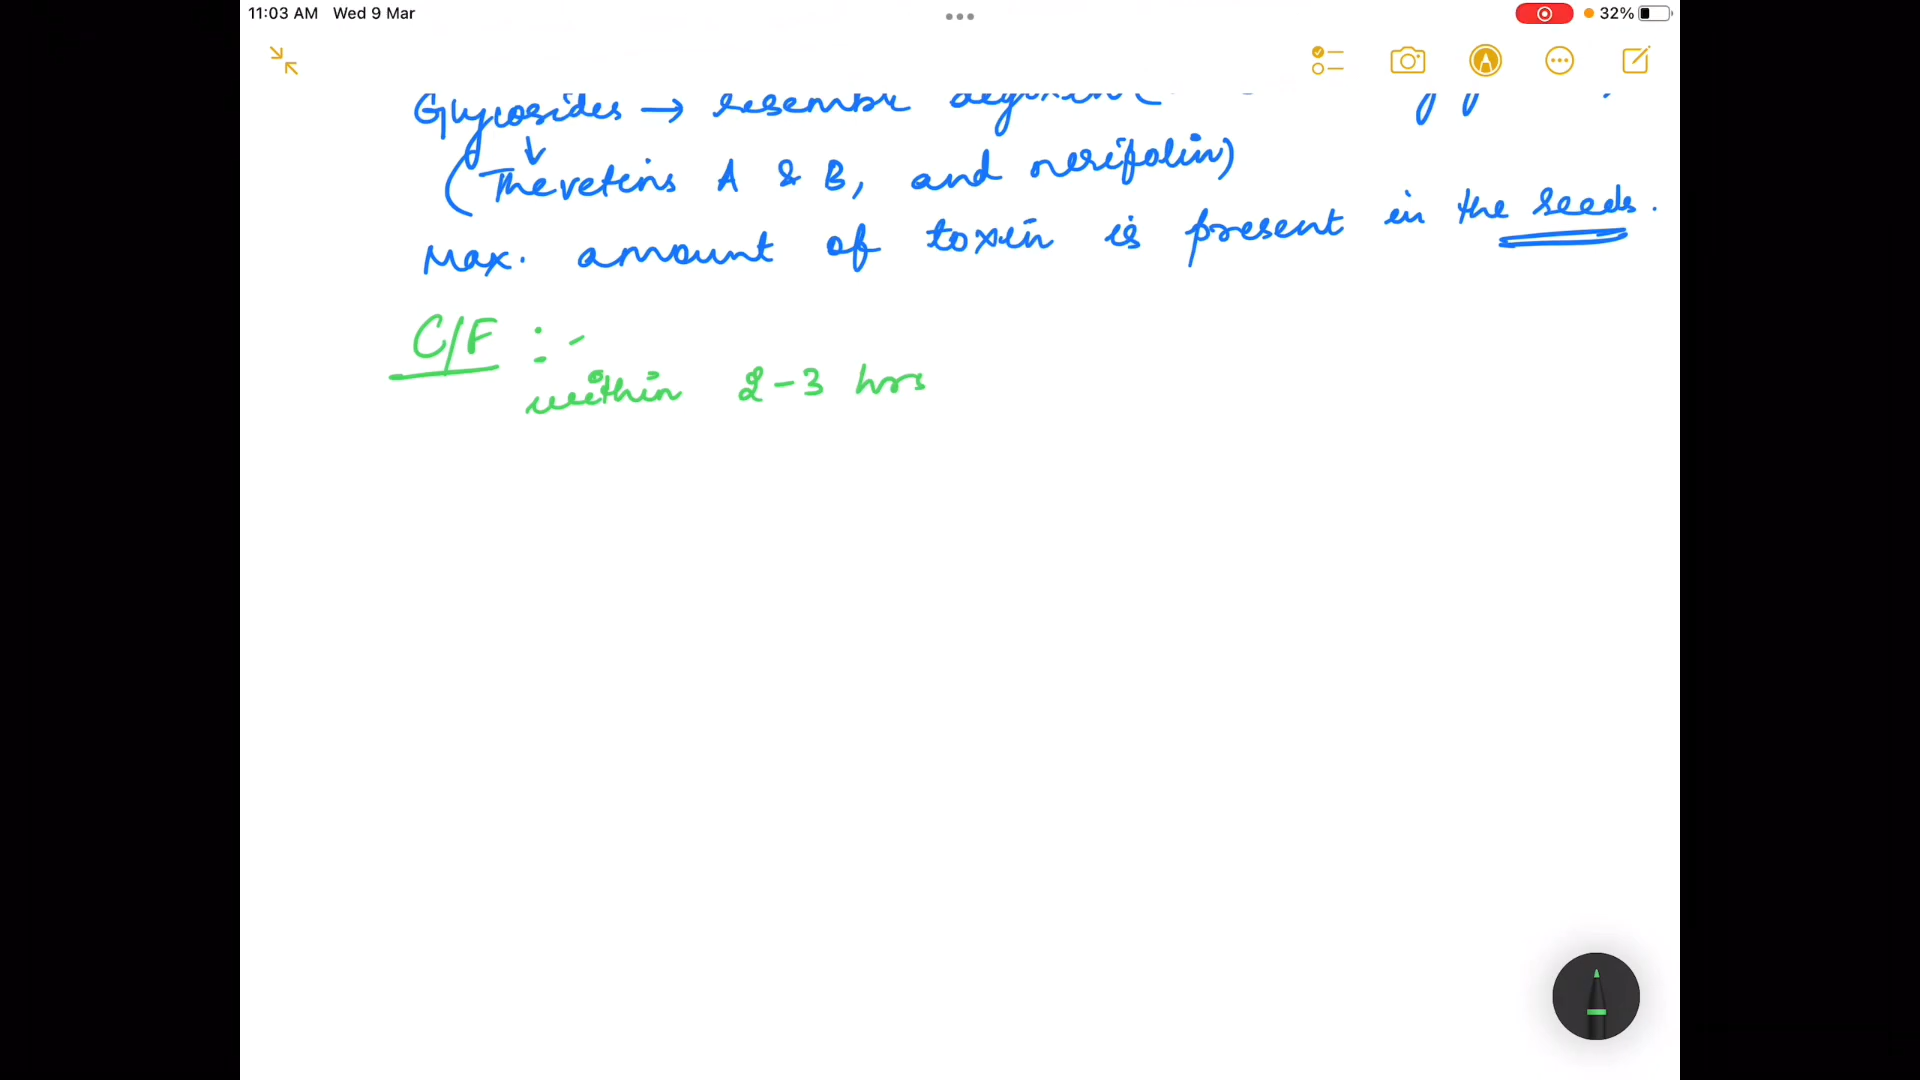 11:03 AM Wed 9 Mar
32%
Glycosides → resemble
(Thevetins A & B, and nerifolin)
Max. amount of toxin is present in the seeds.
C/F :-
within 2-3 hrs